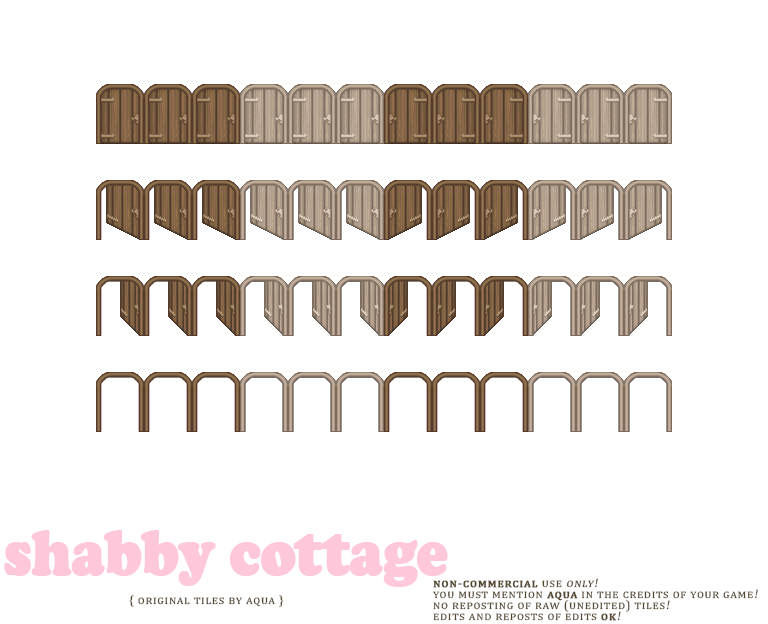 shabby cottage
{ ORIGINAL TILES BY AQUA }
NON-COMMERCIAL USE ONLY!
YOU MUST MENTION AQUA IN THE CREDITS OF YOUR GAME!
NO REPOSTING OF RAW (UNEDITED) TILES!
EDITS AND REPOSTS OF EDITS OK!